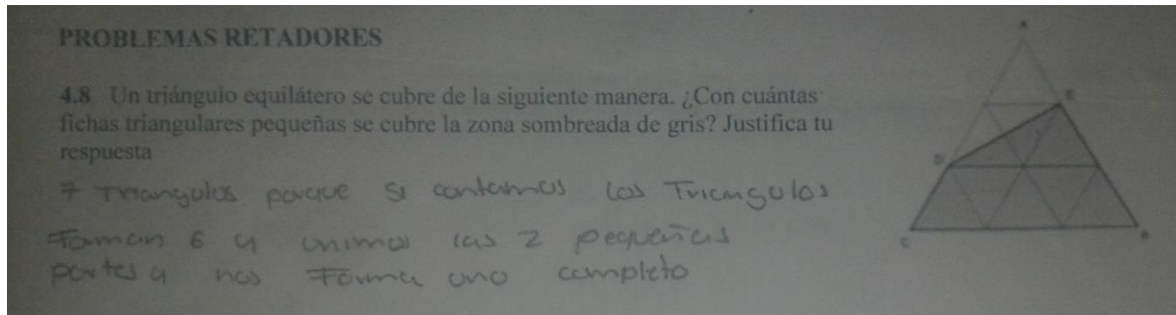 PROBLEMAS RETADORES
4.8 Un triángulo equilátero se cubre de la siguiente manera. ¿Con cuántas
fichas triangulares pequeñas se cubre la zona sombreada de gris? Justifica tu
respuesta
7 Triangulos porque si contamos los Triangulos
Forman 6 y unimos las 2 pequeñas
partes y nos Forma uno completo
A
E
D
C
B